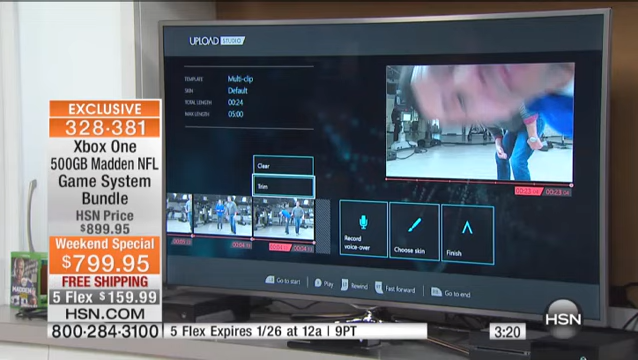 UPLOAD STUDIO
TEMPLATE Multi-clip
SKIN Default
TOTAL LENGTH 00:24
MAX LENGTH 05:00
Clear
Trim
Record voice-over
Choose skin
Finish
Go to start
Play
Rewind
Fast forward
Go to end
EXCLUSIVE
328-381
Xbox One
500GB Madden NFL
Game System
Bundle
HSN Price
$899.95
Weekend Special
$799.95
FREE SHIPPING
5 Flex $159.99
HSN.COM
800-284-3100
5 Flex Expires 1/26 at 12a | 9PT
3:20
HSN